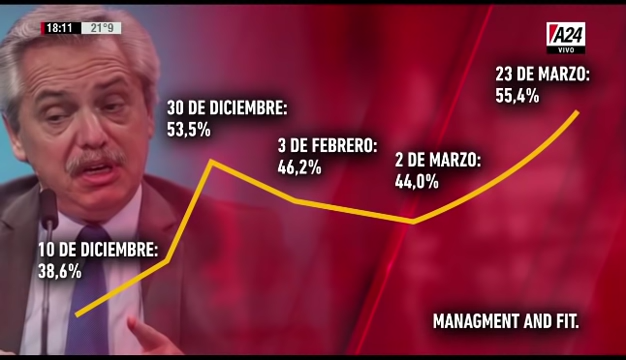 18:11 21°9
A24
VIVO
23 DE MARZO:
55,4%
30 DE DICIEMBRE:
53,5%
3 DE FEBRERO:
46,2%
2 DE MARZO:
44,0%
10 DE DICIEMBRE:
38,6%
MANAGMENT AND FIT.